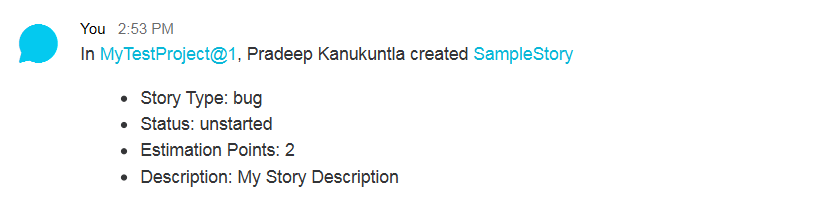 You 2:53 PM
In MyTestProject@1, Pradeep Kanukuntla created SampleStory
• Story Type: bug
• Status: unstarted
• Estimation Points: 2
• Description: My Story Description